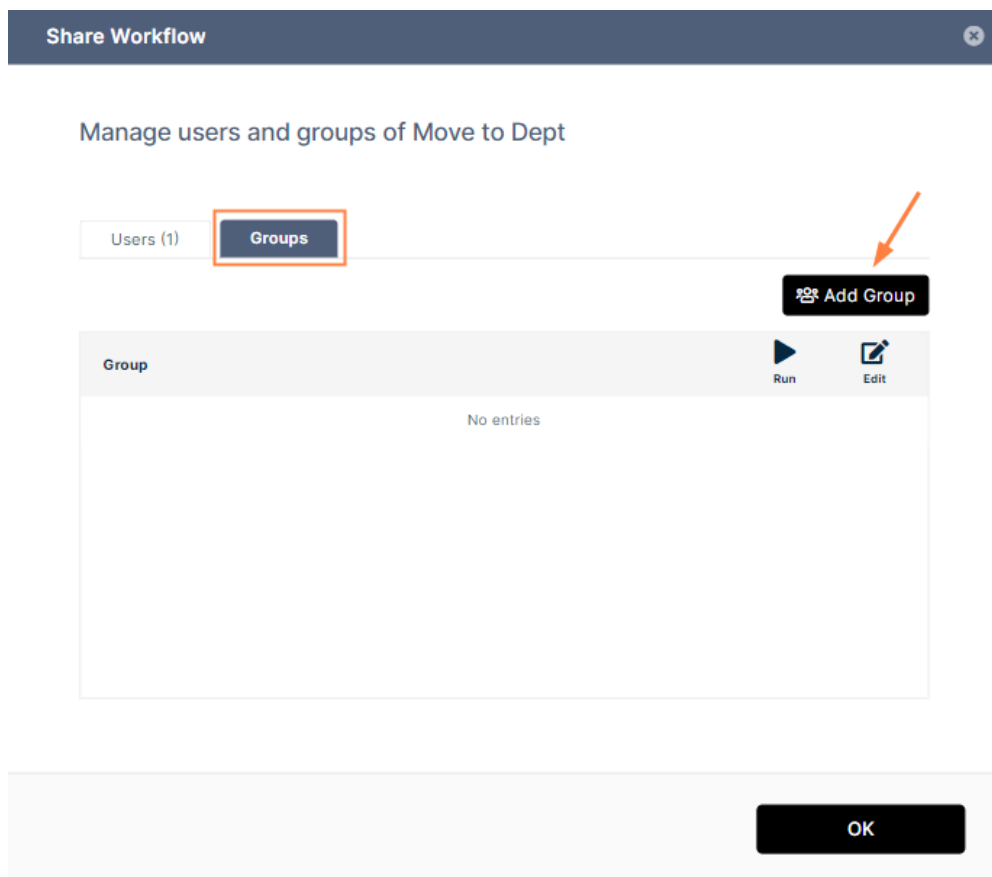 Share Workflow
Manage users and groups of Move to Dept
Users (1) Groups
Add Group
Group Run Edit
No entries
OK